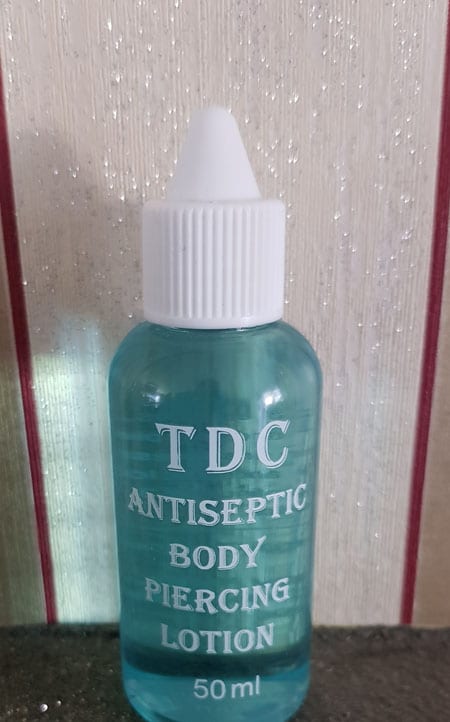 TDC
ANTISEPTIC
BODY
PIERCING
LOTION
50ml